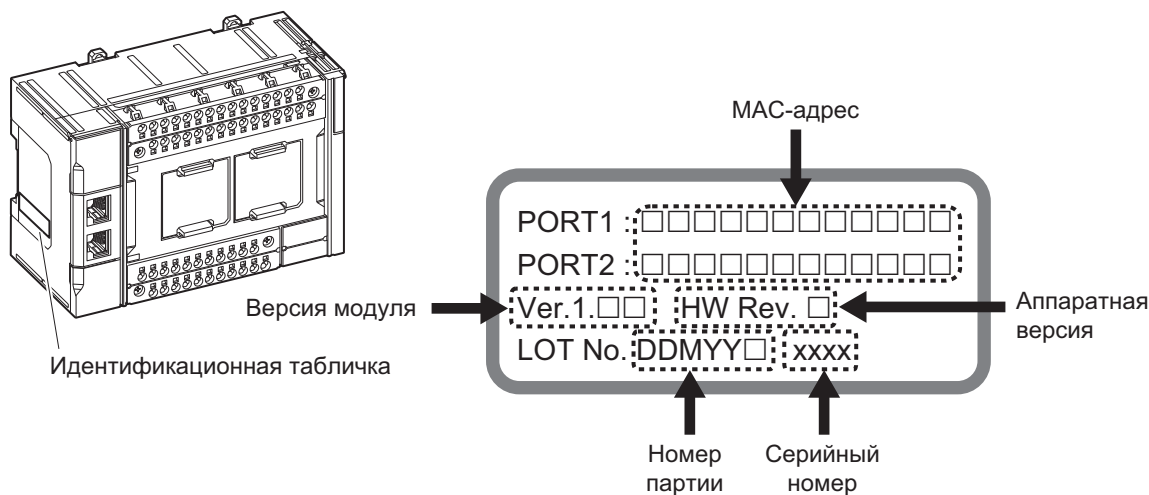 МАС-адрес
PORT1 : □□□□□□□□□□□□
PORT2 : □□□□□□□□□□□□
Версия модуля
Ver.1.□□ HW Rev. □
Аппаратная
версия
LOT No. DDMYY□ xxxx
Идентификационная табличка
Номер
партии
Серийный
номер